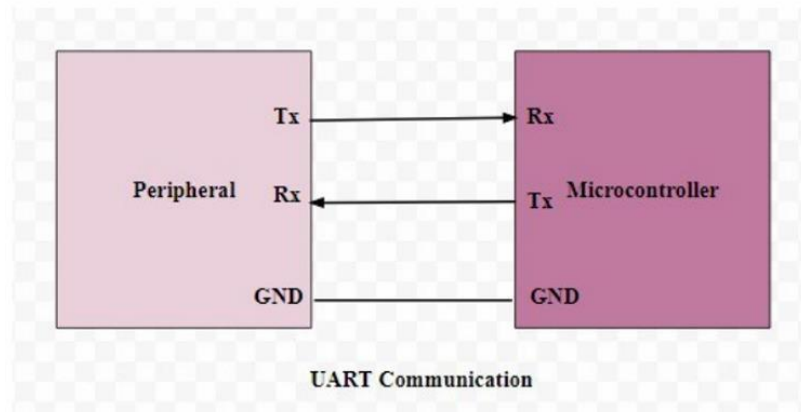 Tx
Rx
Peripheral
Rx
Tx
Microcontroller
GND
GND
UART Communication